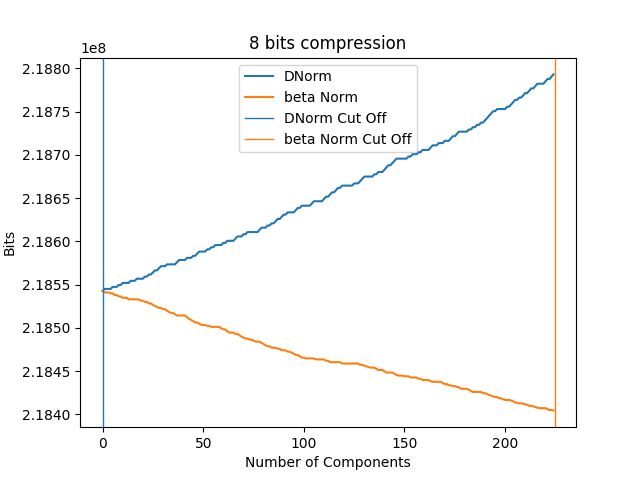 8 bits compression
1e8
2.1880
2.1875
2.1870
2.1865
2.1860
2.1855
2.1850
2.1845
2.1840
Bits
DNorm
beta Norm
DNorm Cut Off
beta Norm Cut Off
0 50 100 150 200
Number of Components